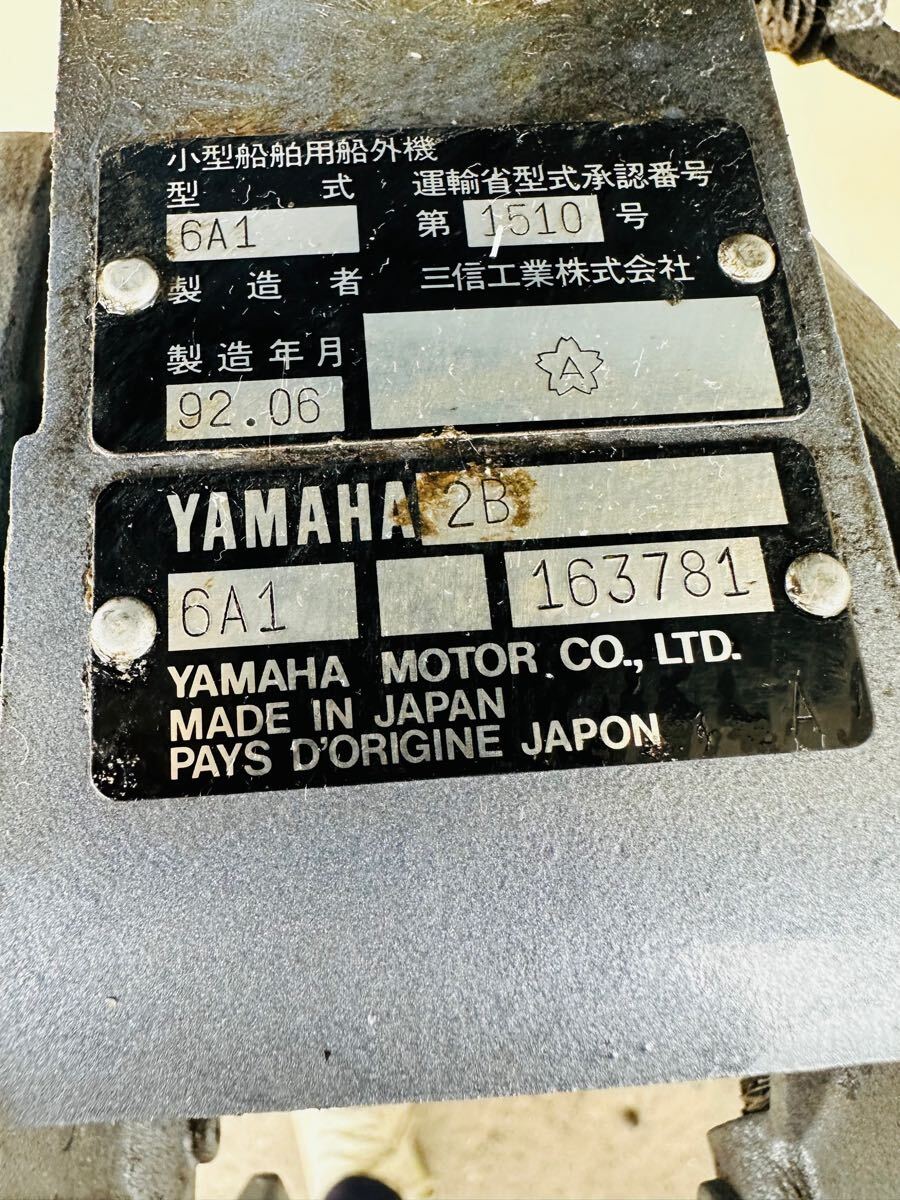 小型船舶用船外機
型 式 運輸省型式承認番号
6A1 第 1510 号
製 造 者 三信工業株式会社
製造年月
A
92.06
YAMAHA 2B
6A1 163781
YAMAHA MOTOR CO., LTD.
MADE IN JAPAN
PAYS D'ORIGINE JAPON
A